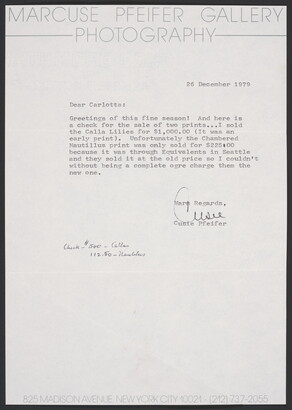 MARCUSE PFEIFER GALLERY
PHOTOGRAPHY
26 December 1979
Dear Carlotta:
Greetings of this fine season! And here is
a check for the sale of two prints...I sold
the Calla Lilies for $1,000.00 (It was an
early print). Unfortunately the Chambered
Nautilus print was only sold for $225.00
because it was through Equivalents in Seattle
and they sold it at the old price so I couldn't
without being a complete ogre charge them the
new one.
Warm Regards,
Cusie
Cusie Pfeifer
Check - $500 - Callas
112.50 - Nautilus
825 MADISON AVENUE, NEW YORK CITY 10021 · (212) 737-2055